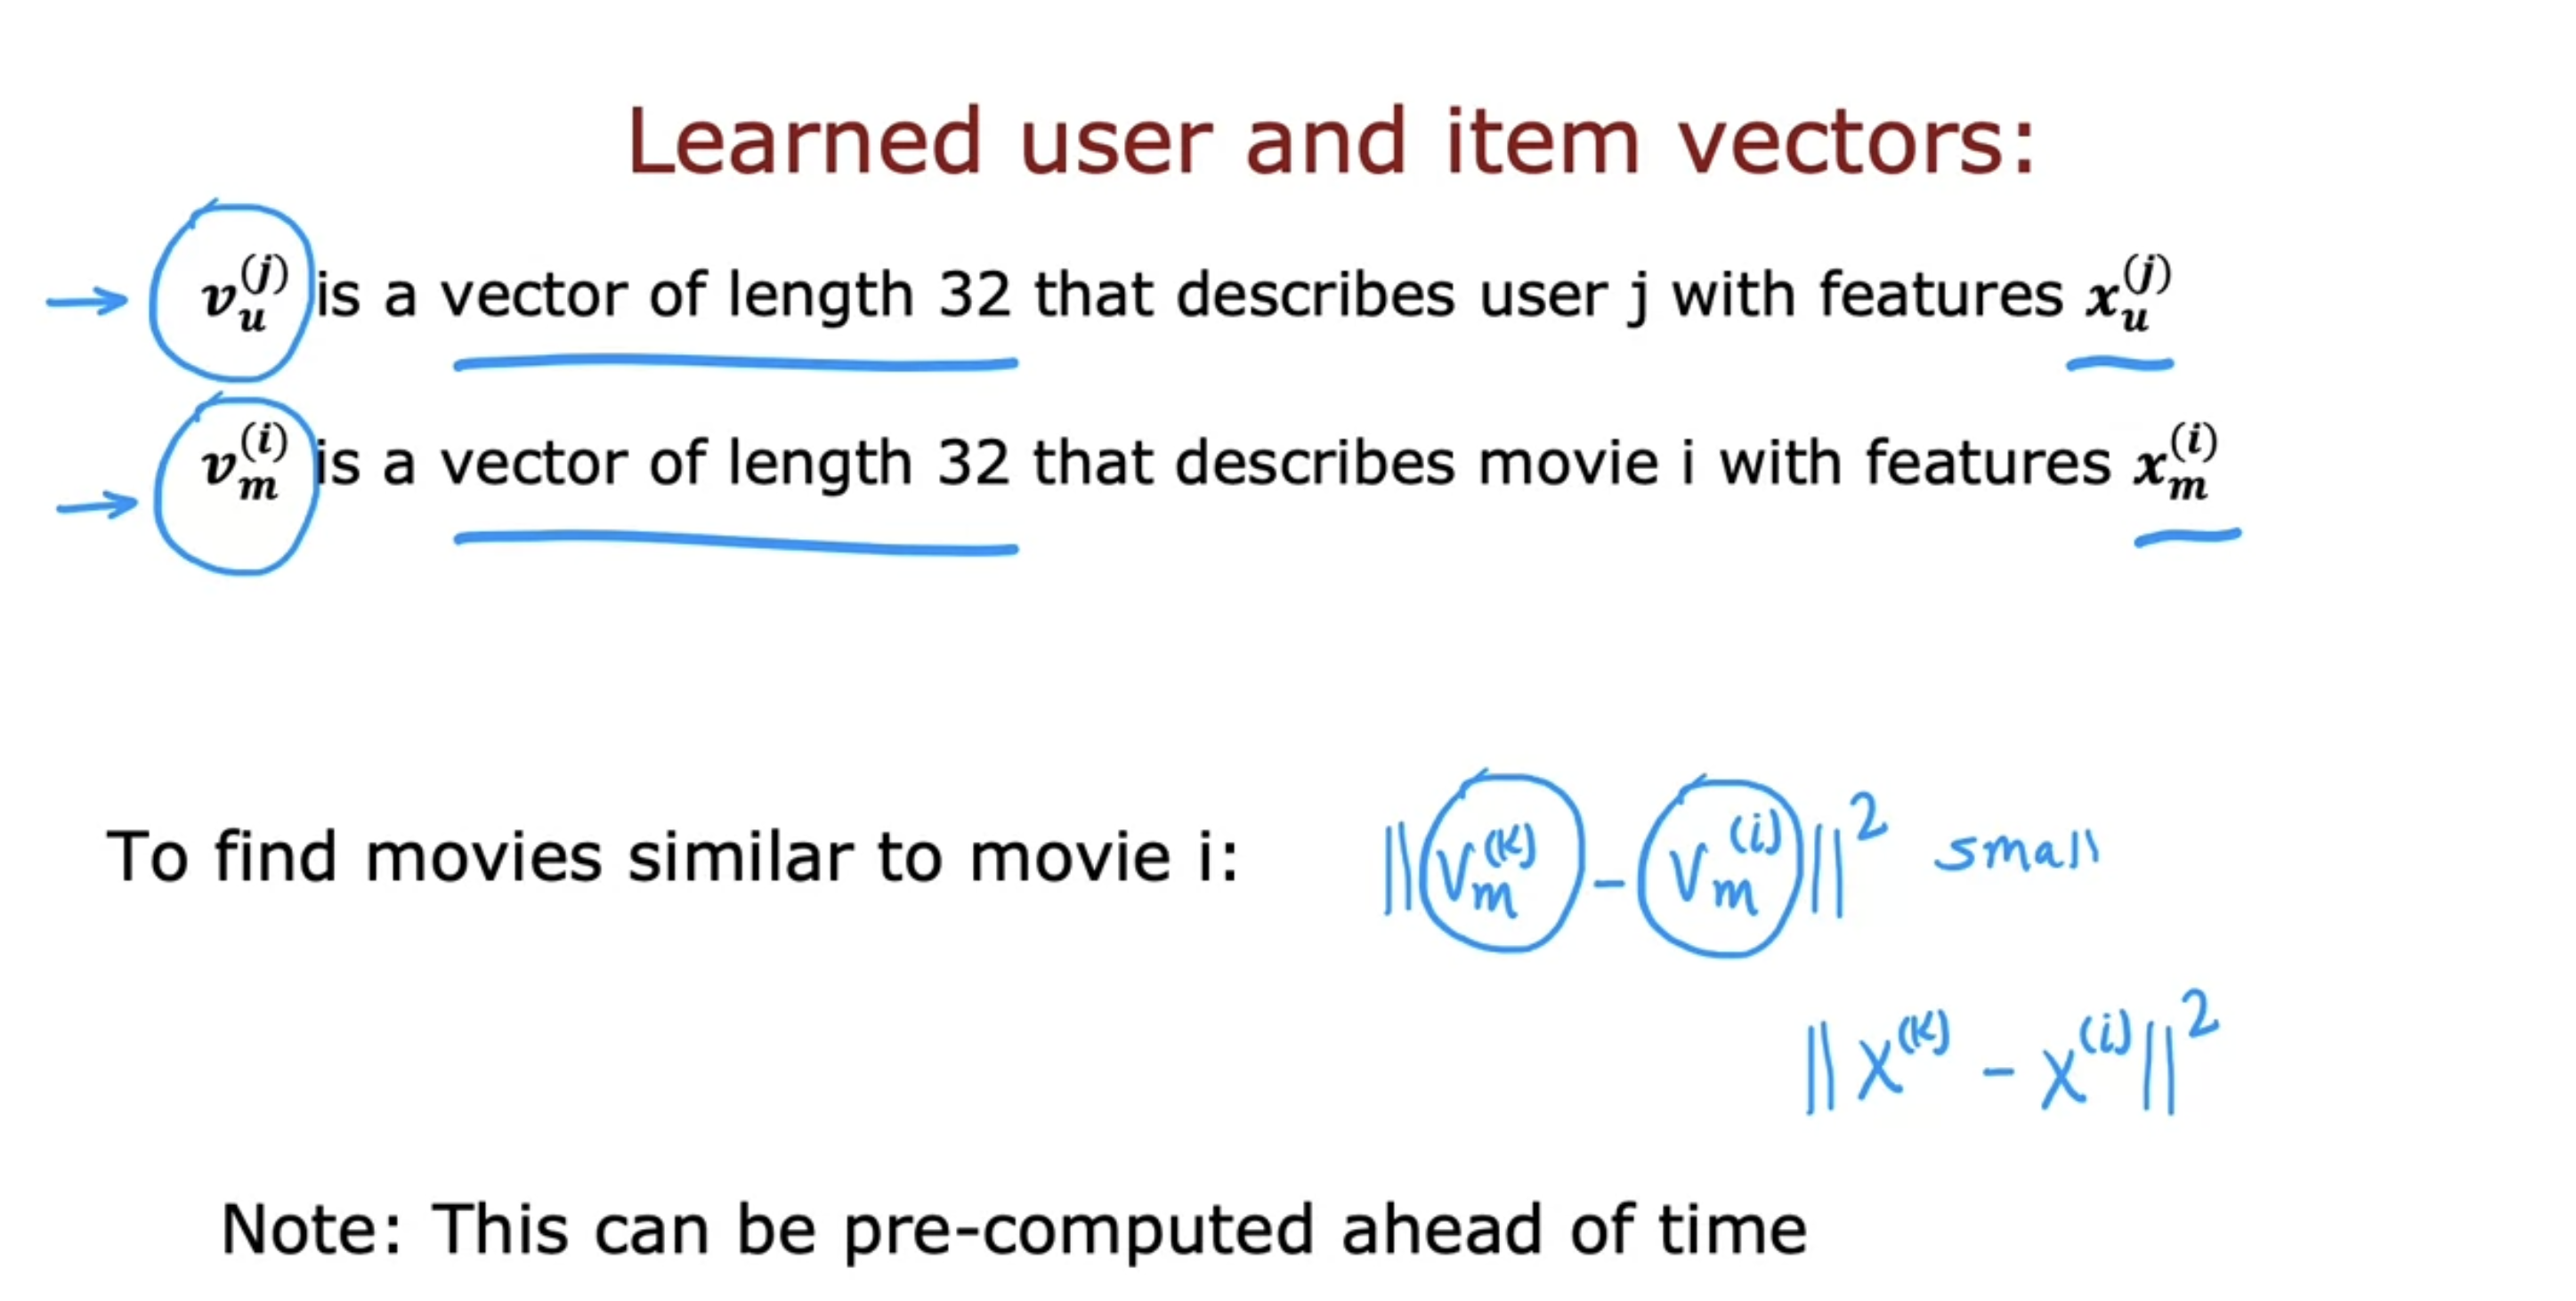 Learned user and item vectors:
v_u^(j) is a vector of length 32 that describes user j with features x_u^(j)
v_m^(i) is a vector of length 32 that describes movie i with features x_m^(i)
To find movies similar to movie i: ||v_m^(k) - v_m^(i)||^2 small
||x^(k) - x^(i)||^2
Note: This can be pre-computed ahead of time